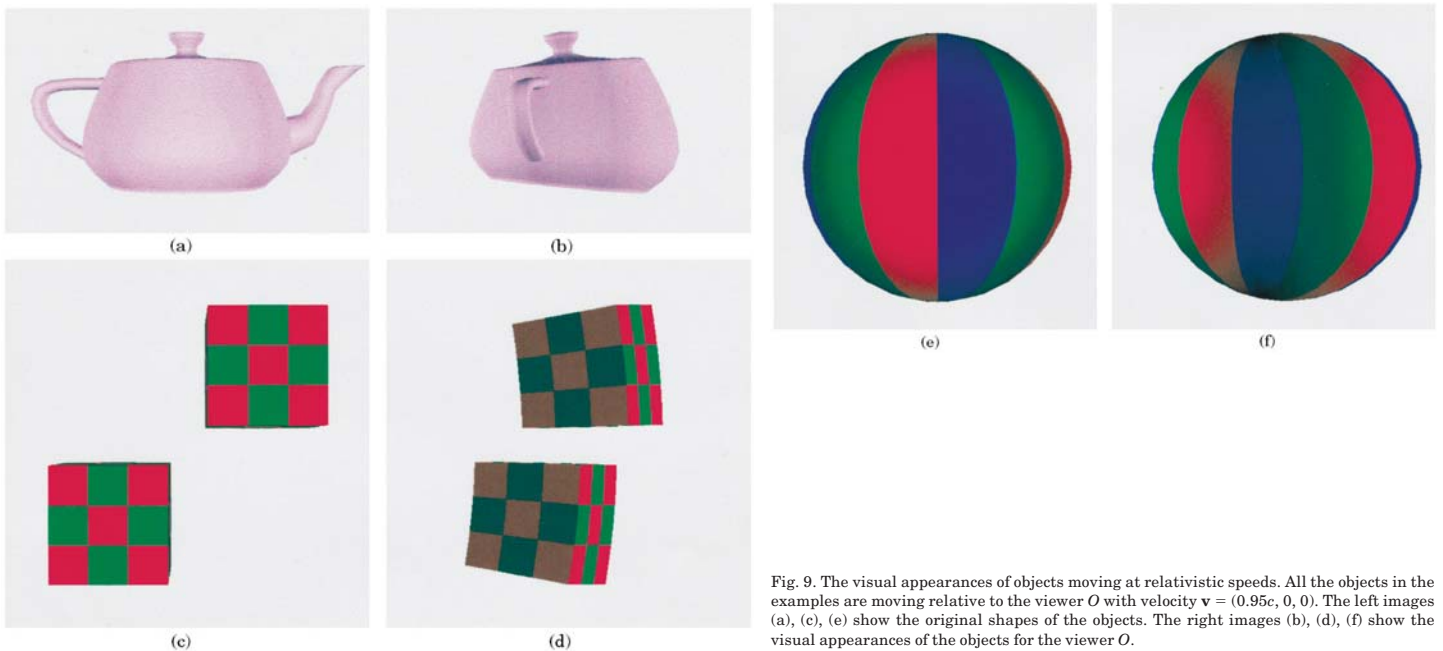 (a)
(b)
(c)
(d)
(e)
(f)
Fig. 9. The visual appearances of objects moving at relativistic speeds. All the objects in the
examples are moving relative to the viewer O with velocity v = (0.95c, 0, 0). The left images
(a), (c), (e) show the original shapes of the objects. The right images (b), (d), (f) show the
visual appearances of the objects for the viewer O.